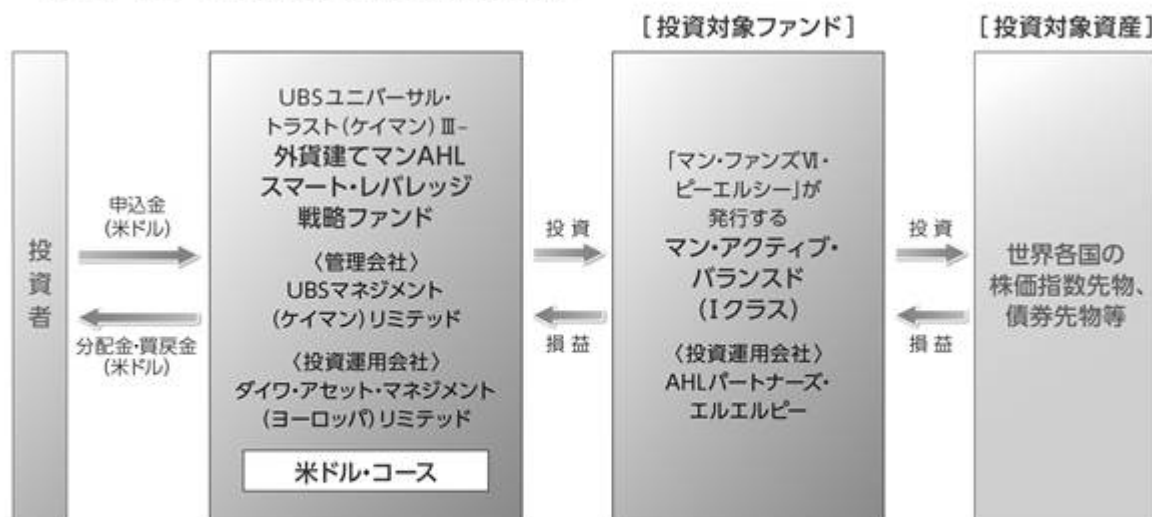 [投資対象ファンド]
[投資対象資産]
投
資
者
申込金
(米ドル)
分配金・買戻金
(米ドル)
UBSユニバーサル・
トラスト(ケイマン)Ⅲ–
外貨建てマンAHL
スマート・レバレッジ
戦略ファンド
〈管理会社〉
UBSマネジメント
(ケイマン)リミテッド
〈投資運用会社〉
ダイワ・アセット・マネジメント
(ヨーロッパ)リミテッド
米ドル・コース
投資
損益
「マン・ファンズⅥ・
ピーエルシー」が
発行する
マン・アクティブ・
バランスド
(Iクラス)
〈投資運用会社〉
AHLパートナーズ・
エルエルピー
投資
損益
世界各国の
株価指数先物、
債券先物等